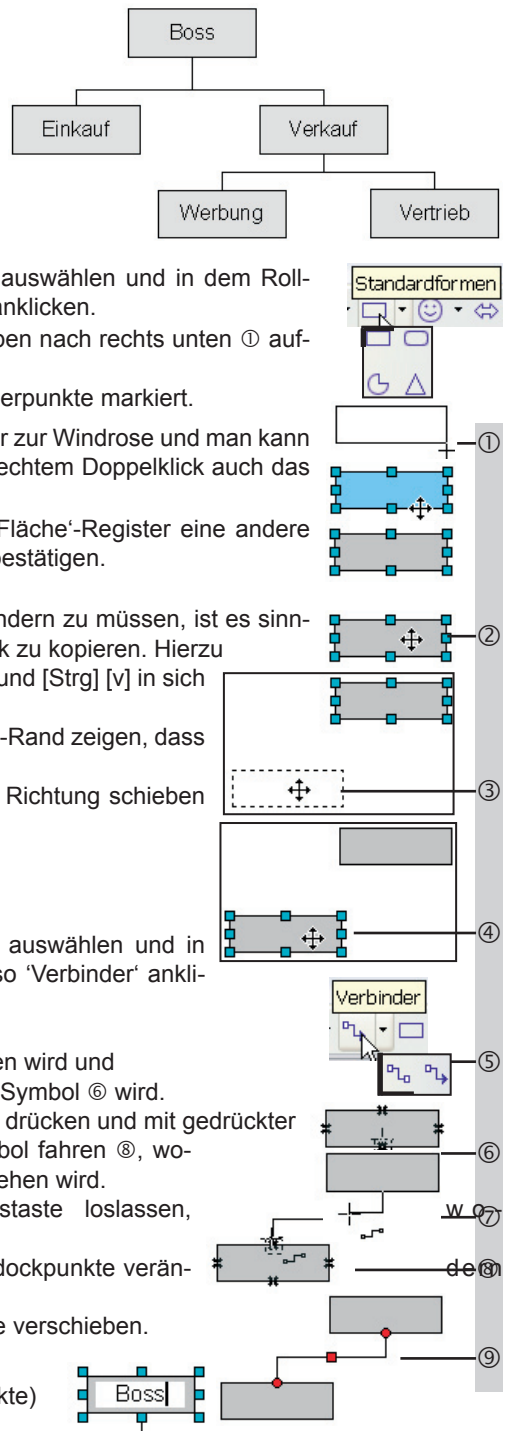 Boss
Einkauf Verkauf
Werbung Vertrieb
auswählen und in dem Roll-
Standardformen
anklicken.
ben nach rechts unten ① auf-
erpunkte markiert.
r zur Windrose und man kann
①
echtem Doppelklick auch das
Fläche‘-Register eine andere
bestätigen.
ndern zu müssen, ist es sinn-
②
k zu kopieren. Hierzu
und [Strg] [v] in sich
-Rand zeigen, dass
Richtung schieben
③
④
auswählen und in
so ‘Verbinder‘ ankli-
Verbinder
en wird und
⑤
Symbol ⑥ wird.
drücken und mit gedrückter
bol fahren ⑧, wo-
⑥
ehen wird.
staste loslassen, wo-
⑦
dockpunkte verän- dern
⑧
e verschieben.
⑨
kte)
Boss